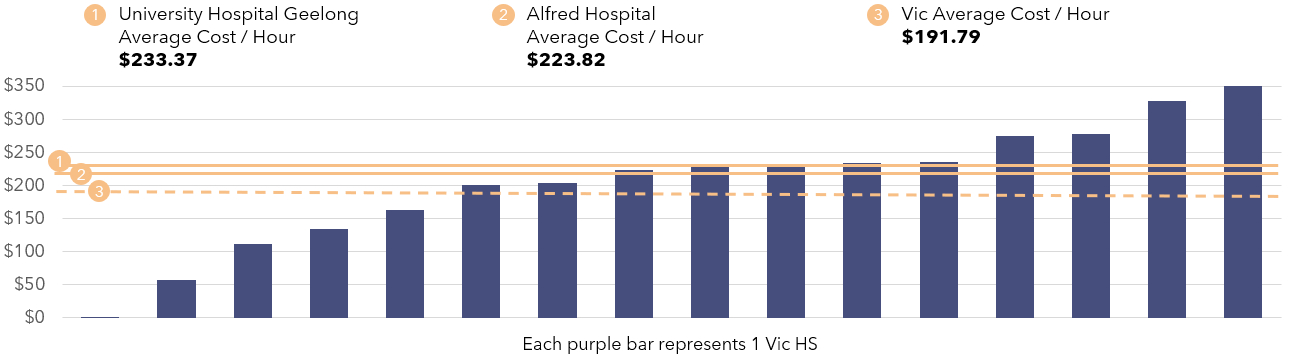 1 University Hospital Geelong
Average Cost / Hour
$233.37
2 Alfred Hospital
Average Cost / Hour
$223.82
3 Vic Average Cost / Hour
$191.79
$350
$300
$250
1
2
$200
3
$150
$100
$50
$0
Each purple bar represents 1 Vic HS